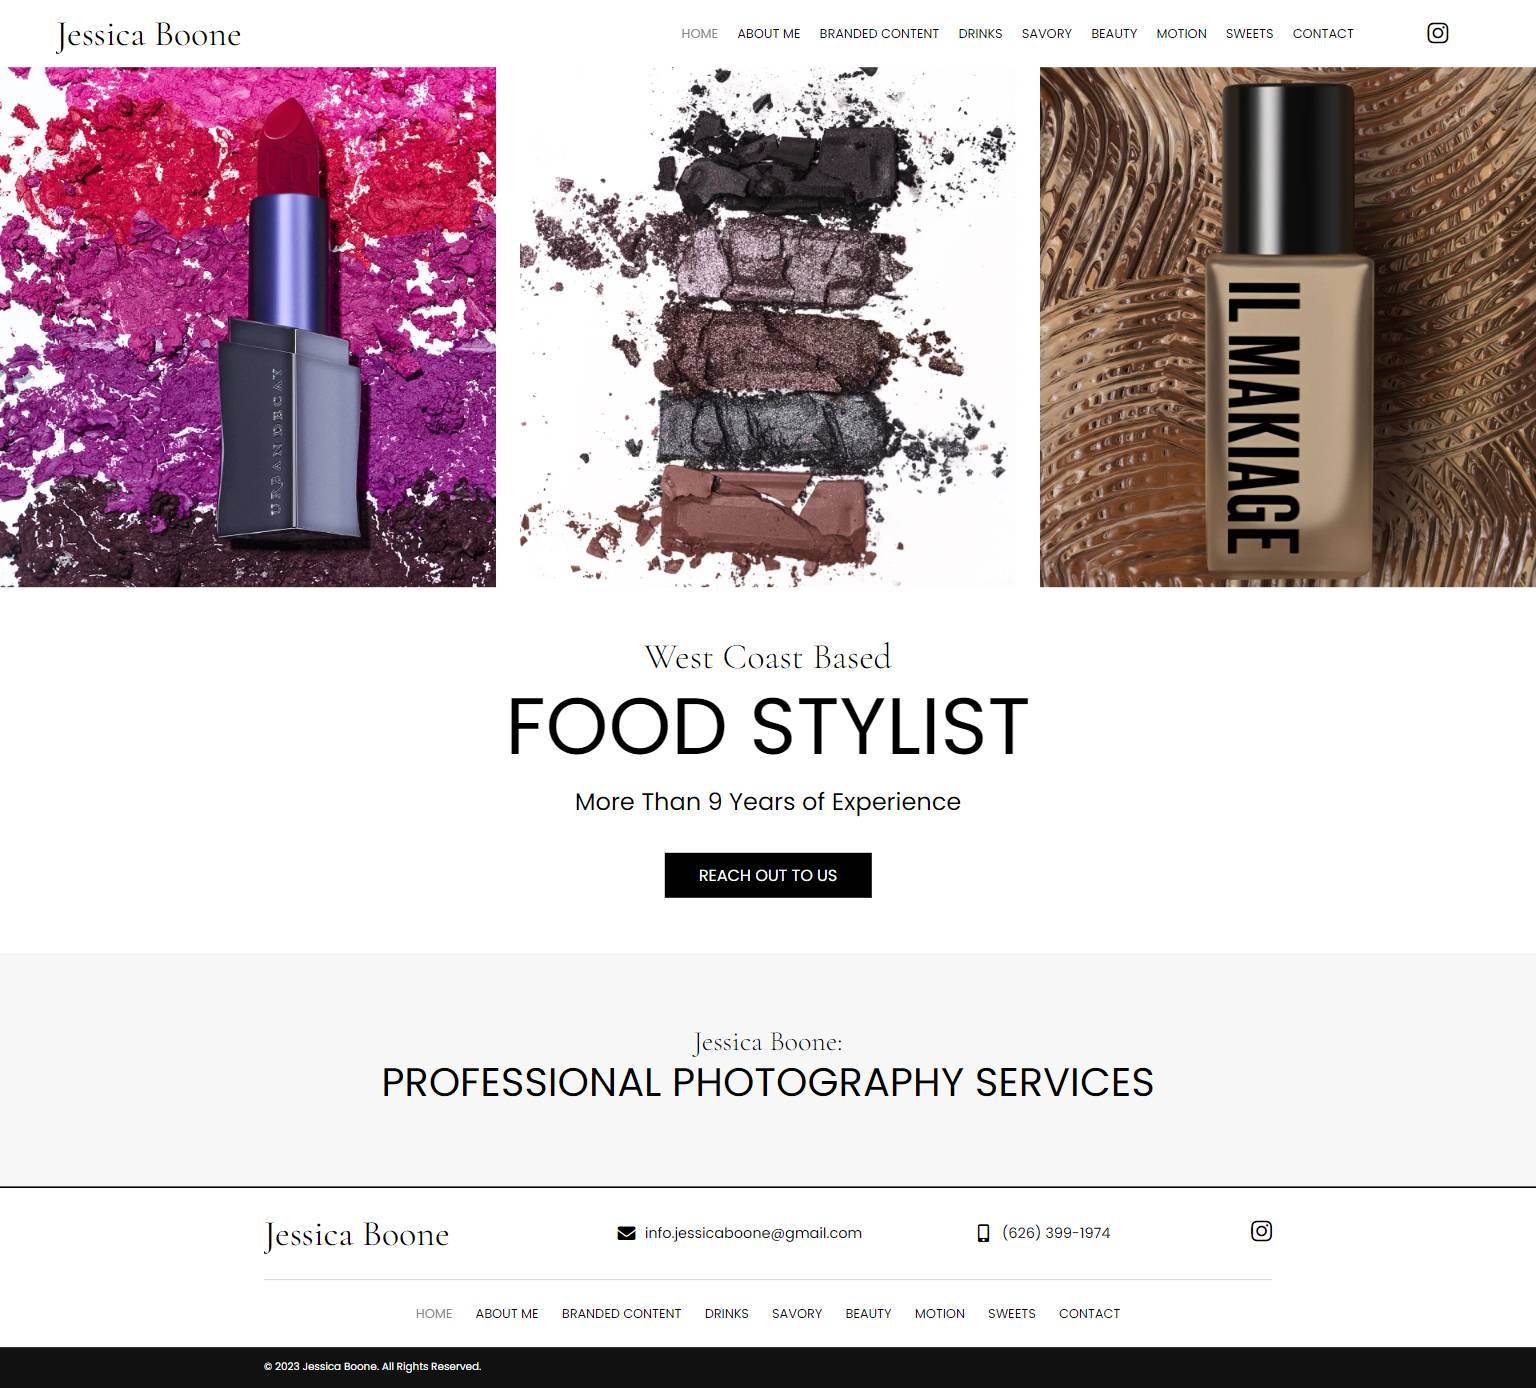 Jessica Boone
HOME ABOUT ME BRANDED CONTENT DRINKS SAVORY BEAUTY MOTION SWEETS CONTACT
URBAN DECAY
IL MAKIAGE
West Coast Based
FOOD STYLIST
More Than 9 Years of Experience
REACH OUT TO US
Jessica Boone:
PROFESSIONAL PHOTOGRAPHY SERVICES
Jessica Boone
info.jessicaboone@gmail.com
(626) 399-1974
HOME ABOUT ME BRANDED CONTENT DRINKS SAVORY BEAUTY MOTION SWEETS CONTACT
© 2023 Jessica Boone. All Rights Reserved.